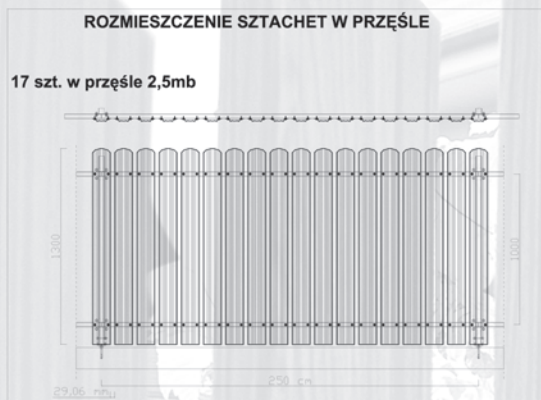 ROZMIESZCZENIE SZTACHET W PRZĘŚLE
17 szt. w przęśle 2,5mb
1300
1000
250 cm
29.06 mm